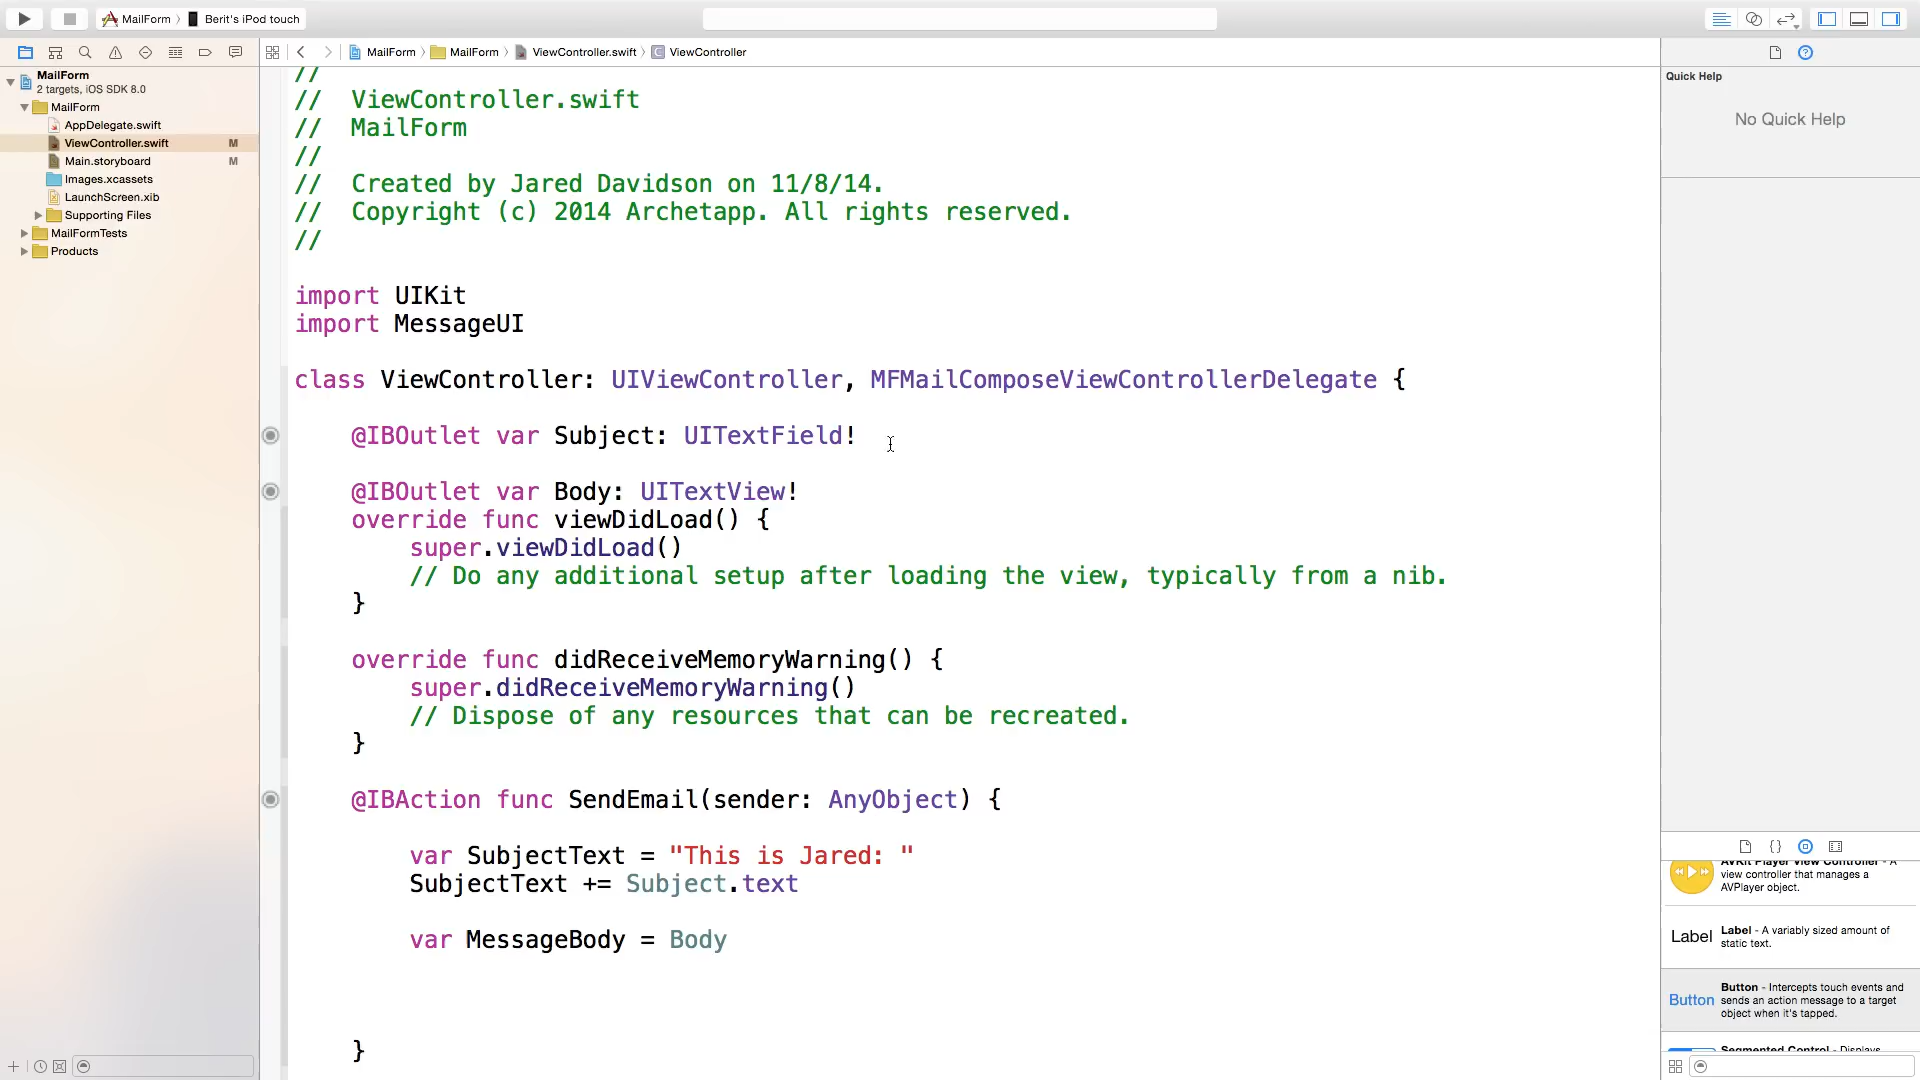 MailForm
Berit's iPod touch
MailForm
MailForm
ViewController.swift
ViewController
MailForm
2 targets, iOS SDK 8.0
MailForm
AppDelegate.swift
ViewController.swift M
Main.storyboard M
Images.xcassets
LaunchScreen.xib
Supporting Files
MailFormTests
Products
//
//  ViewController.swift
//  MailForm
//
//  Created by Jared Davidson on 11/8/14.
//  Copyright (c) 2014 Archetapp. All rights reserved.
//
import UIKit
import MessageUI
class ViewController: UIViewController, MFMailComposeViewControllerDelegate {
@IBOutlet var Subject: UITextField!
@IBOutlet var Body: UITextView!
override func viewDidLoad() {
super.viewDidLoad()
// Do any additional setup after loading the view, typically from a nib.
}
override func didReceiveMemoryWarning() {
super.didReceiveMemoryWarning()
// Dispose of any resources that can be recreated.
}
@IBAction func SendEmail(sender: AnyObject) {
var SubjectText = "This is Jared: "
SubjectText += Subject.text
var MessageBody = Body
}
Quick Help
No Quick Help
AVKit Player View Controller - A
view controller that manages a
AVPlayer object.
Label
Label - A variably sized amount of
static text.
Button
Button - Intercepts touch events and
sends an action message to a target
object when it's tapped.
Segmented Control - Displays